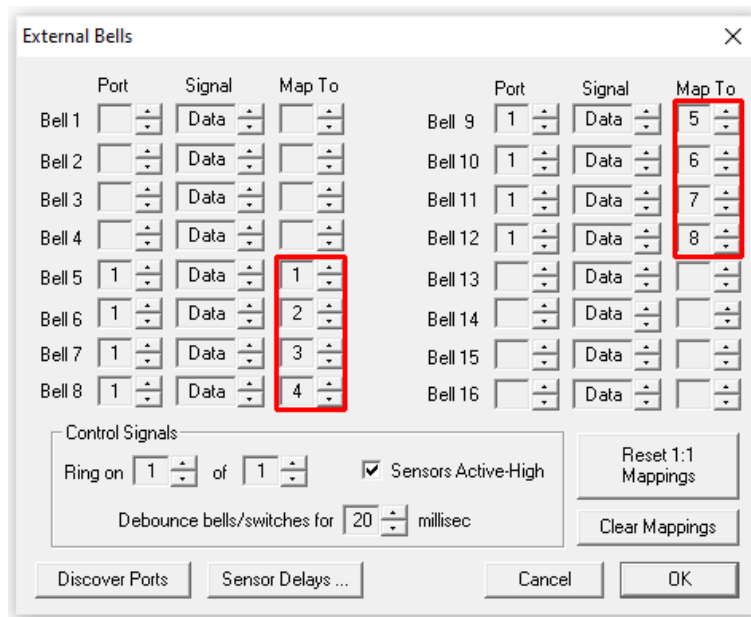 External Bells
Port Signal Map To
Bell 1 Data
Bell 2 Data
Bell 3 Data
Bell 4 Data
Bell 5 1 Data 1
Bell 6 1 Data 2
Bell 7 1 Data 3
Bell 8 1 Data 4
Port Signal Map To
Bell 9 1 Data 5
Bell 10 1 Data 6
Bell 11 1 Data 7
Bell 12 1 Data 8
Bell 13 Data
Bell 14 Data
Bell 15 Data
Bell 16 Data
Control Signals
Ring on 1 of 1 Sensors Active-High
Debounce bells/switches for 20 millisec
Reset 1:1
Mappings
Clear Mappings
Discover Ports Sensor Delays ... Cancel OK